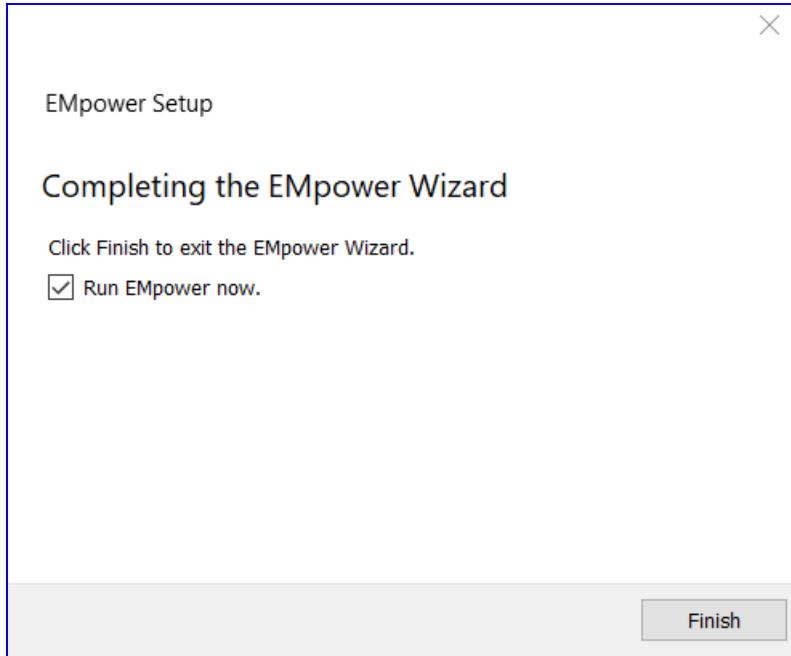 EMpower Setup
Completing the EMpower Wizard
Click Finish to exit the EMpower Wizard.
Run EMpower now.
Finish